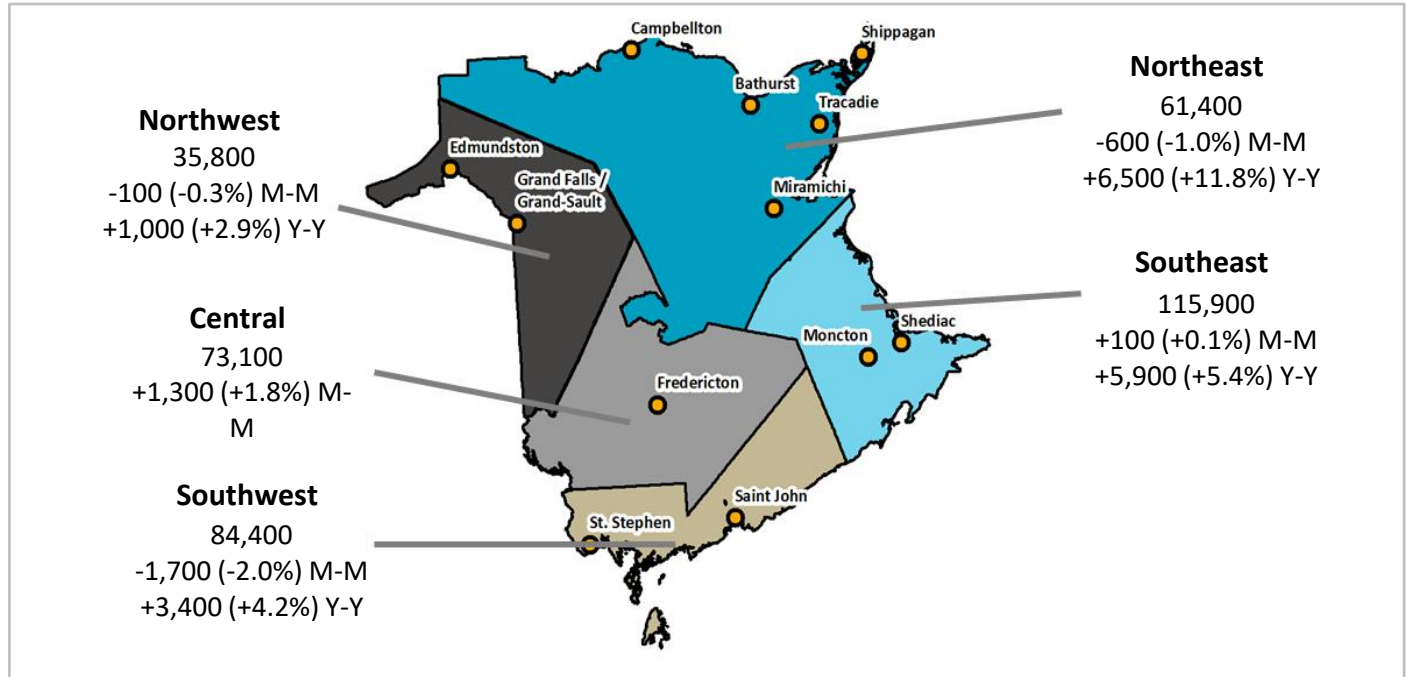 Campbellton
Shippagan
Bathurst
Tracadie
Edmundston
Grand Falls /
Grand-Sault
Miramichi
Moncton
Shediac
Fredericton
Saint John
St. Stephen
Northwest
35,800
-100 (-0.3%) M-M
+1,000 (+2.9%) Y-Y
Central
73,100
+1,300 (+1.8%) M-
M
Southwest
84,400
-1,700 (-2.0%) M-M
+3,400 (+4.2%) Y-Y
Northeast
61,400
-600 (-1.0%) M-M
+6,500 (+11.8%) Y-Y
Southeast
115,900
+100 (+0.1%) M-M
+5,900 (+5.4%) Y-Y